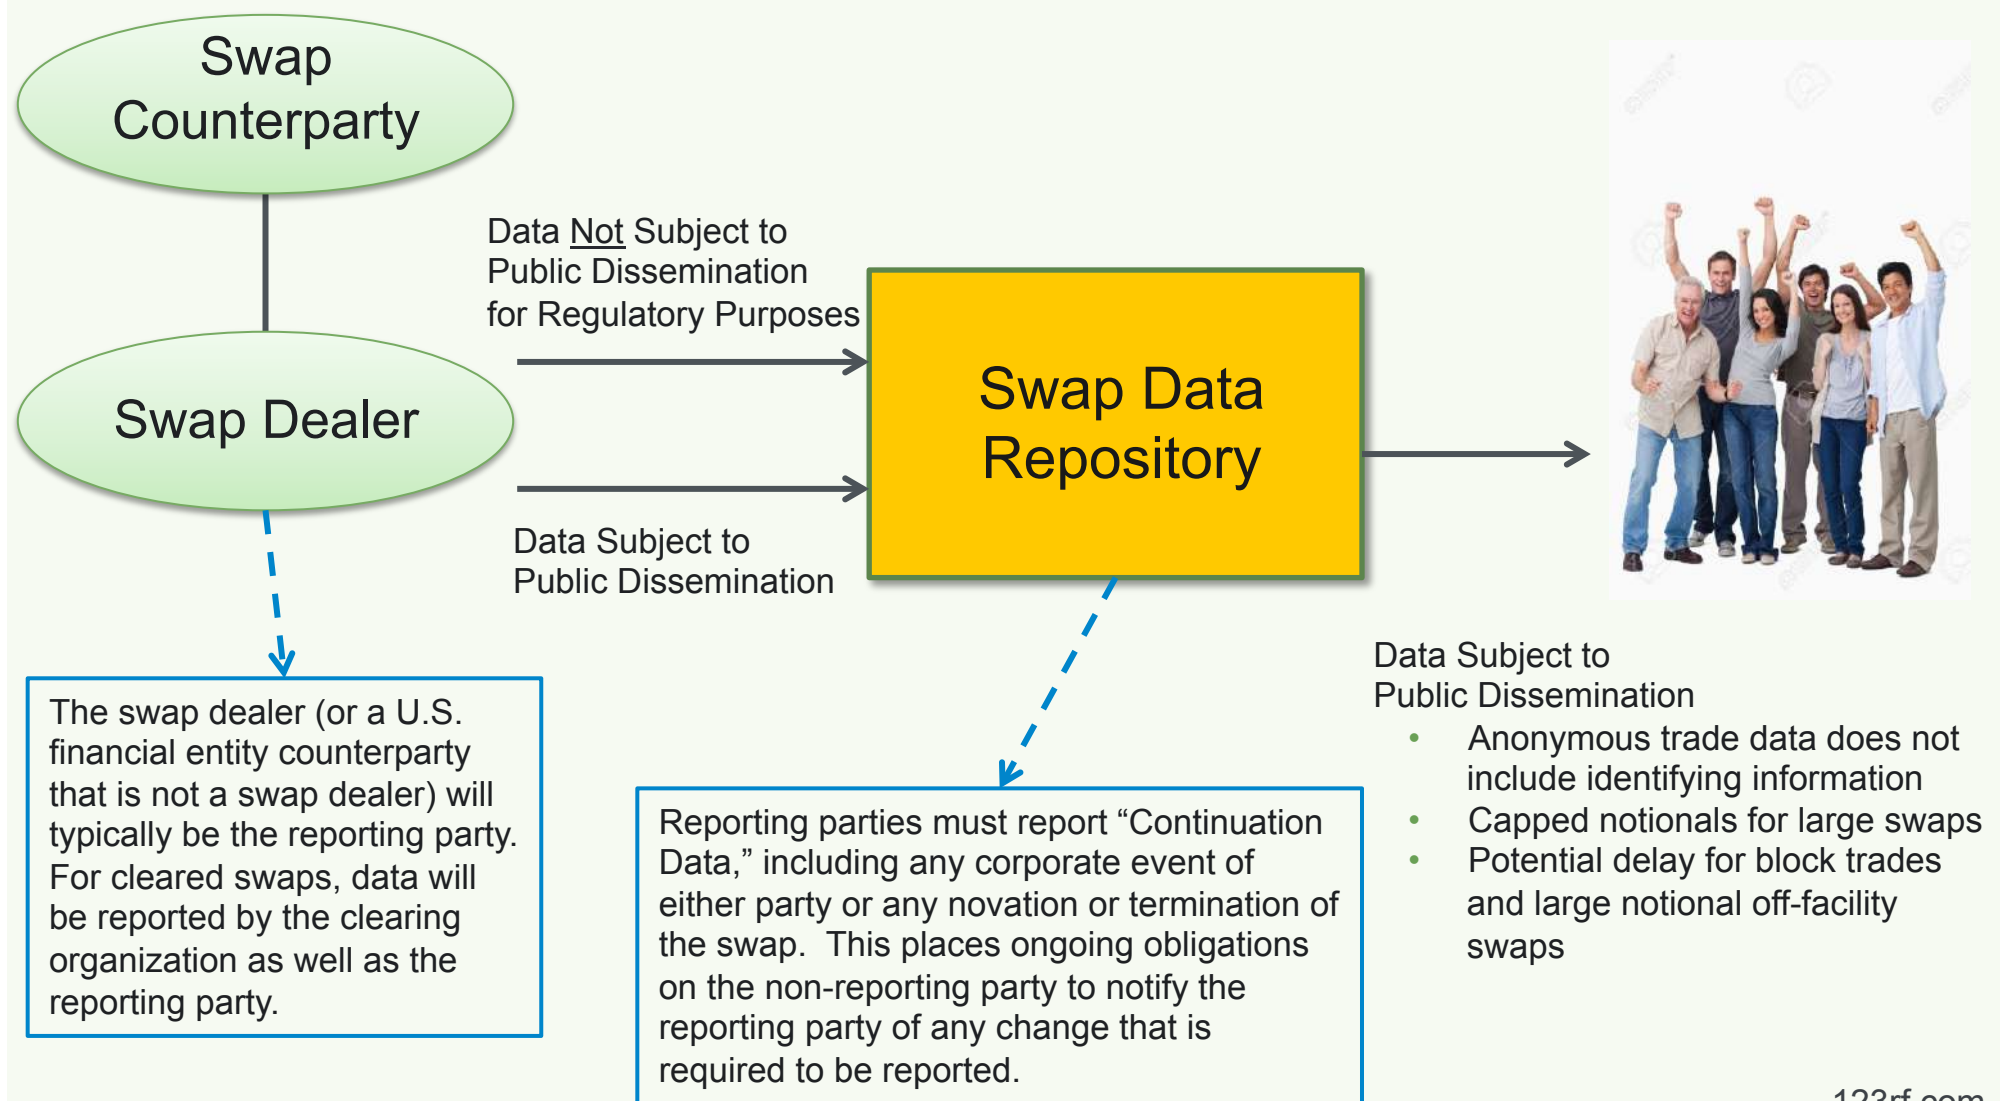 Swap
Counterparty
Data Not Subject to
Public Dissemination
for Regulatory Purposes
Swap Dealer
Swap Data
Repository
Data Subject to
Public Dissemination
The swap dealer (or a U.S.
financial entity counterparty
that is not a swap dealer) will
typically be the reporting party.
For cleared swaps, data will
be reported by the clearing
organization as well as the
reporting party.
Reporting parties must report “Continuation
Data,” including any corporate event of
either party or any novation or termination of
the swap.  This places ongoing obligations
on the non-reporting party to notify the
reporting party of any change that is
required to be reported.
Data Subject to
Public Dissemination
• Anonymous trade data does not
include identifying information
• Capped notionals for large swaps
• Potential delay for block trades
and large notional off-facility
swaps
123rf.com